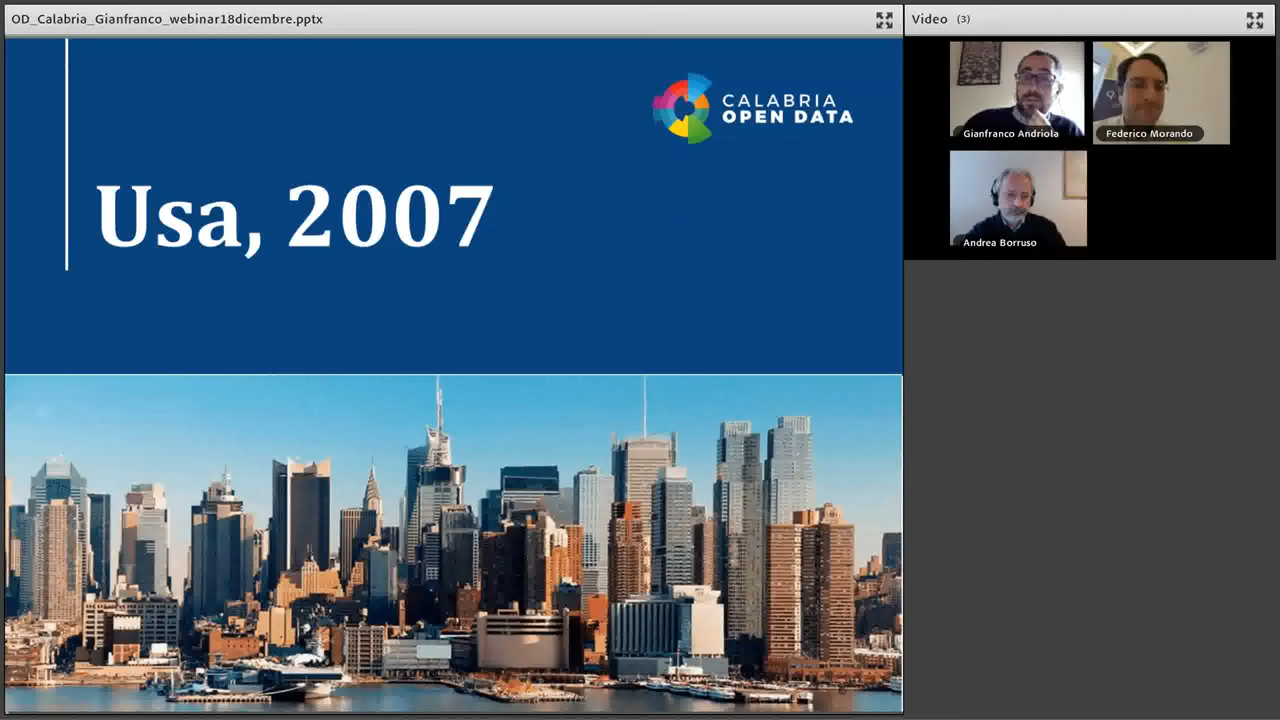 OD_Calabria_Gianfranco_webinar18dicembre.pptx
Video (3)
CALABRIA
OPEN DATA
Usa, 2007
Gianfranco Andriola
Federico Morando
Andrea Borruso